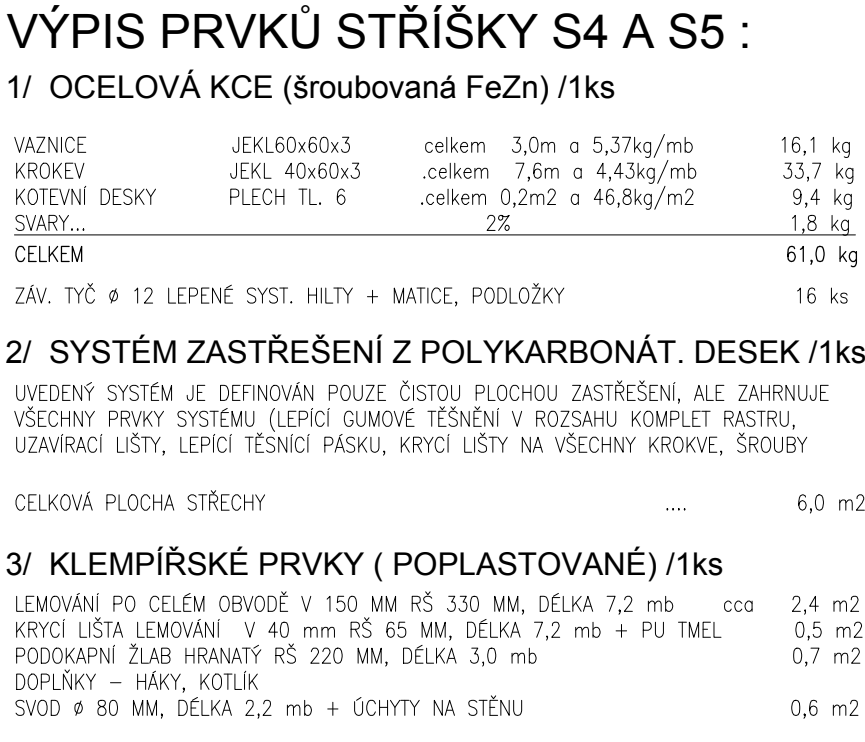 VÝPIS PRVKŮ STŘÍŠKY S4 A S5 :
1/ OCELOVÁ KCE (šroubovaná FeZn) /1ks
VAZNICE JEKL60x60x3 celkem 3,0m a 5,37kg/mb 16,1 kg
KROKEV JEKL 40x60x3 .celkem 7,6m a 4,43kg/mb 33,7 kg
KOTEVNÍ DESKY PLECH TL. 6 .celkem 0,2m2 a 46,8kg/m2 9,4 kg
SVARY... 2% 1,8 kg
CELKEM 61,0 kg
ZÁV. TYČ ø 12 LEPENÉ SYST. HILTY + MATICE, PODLOŽKY 16 ks
2/ SYSTÉM ZASTŘEŠENÍ Z POLYKARBONÁT. DESEK /1ks
UVEDENÝ SYSTÉM JE DEFINOVÁN POUZE ČISTOU PLOCHOU ZASTŘEŠENÍ, ALE ZAHRNUJE
VŠECHNY PRVKY SYSTÉMU (LEPÍCÍ GUMOVÉ TĚŠNĚNÍ V ROZSAHU KOMPLET RASTRU,
UZAVÍRACÍ LIŠTY, LEPÍCÍ TĚSNÍCÍ PÁSKU, KRYCÍ LIŠTY NA VŠECHNY KROKVE, ŠROUBY
CELKOVÁ PLOCHA STŘECHY .... 6,0 m2
3/ KLEMPÍŘSKÉ PRVKY ( POPLASTOVANÉ) /1ks
LEMOVÁNÍ PO CELÉM OBVODĚ V 150 MM RŠ 330 MM, DÉLKA 7,2 mb cca 2,4 m2
KRYCÍ LIŠTA LEMOVÁNÍ V 40 mm RŠ 65 MM, DÉLKA 7,2 mb + PU TMEL 0,5 m2
PODOKAPNÍ ŽLAB HRANATÝ RŠ 220 MM, DÉLKA 3,0 mb 0,7 m2
DOPLŇKY – HÁKY, KOTLÍK
SVOD ø 80 MM, DÉLKA 2,2 mb + ÚCHYTY NA STĚNU 0,6 m2